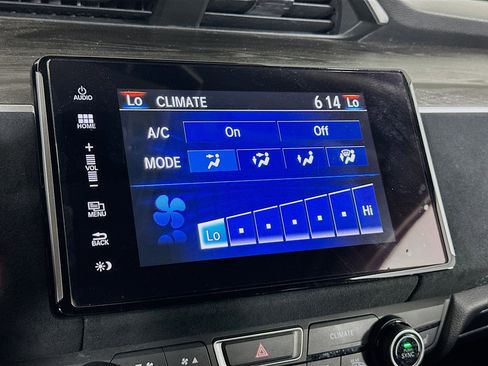 AUDIO
Lo CLIMATE 6 14 Lo
HOME
A/C On Off
+
VOL
MODE
−
MENU
BACK
Lo Hi
CLIMATE
SYNC